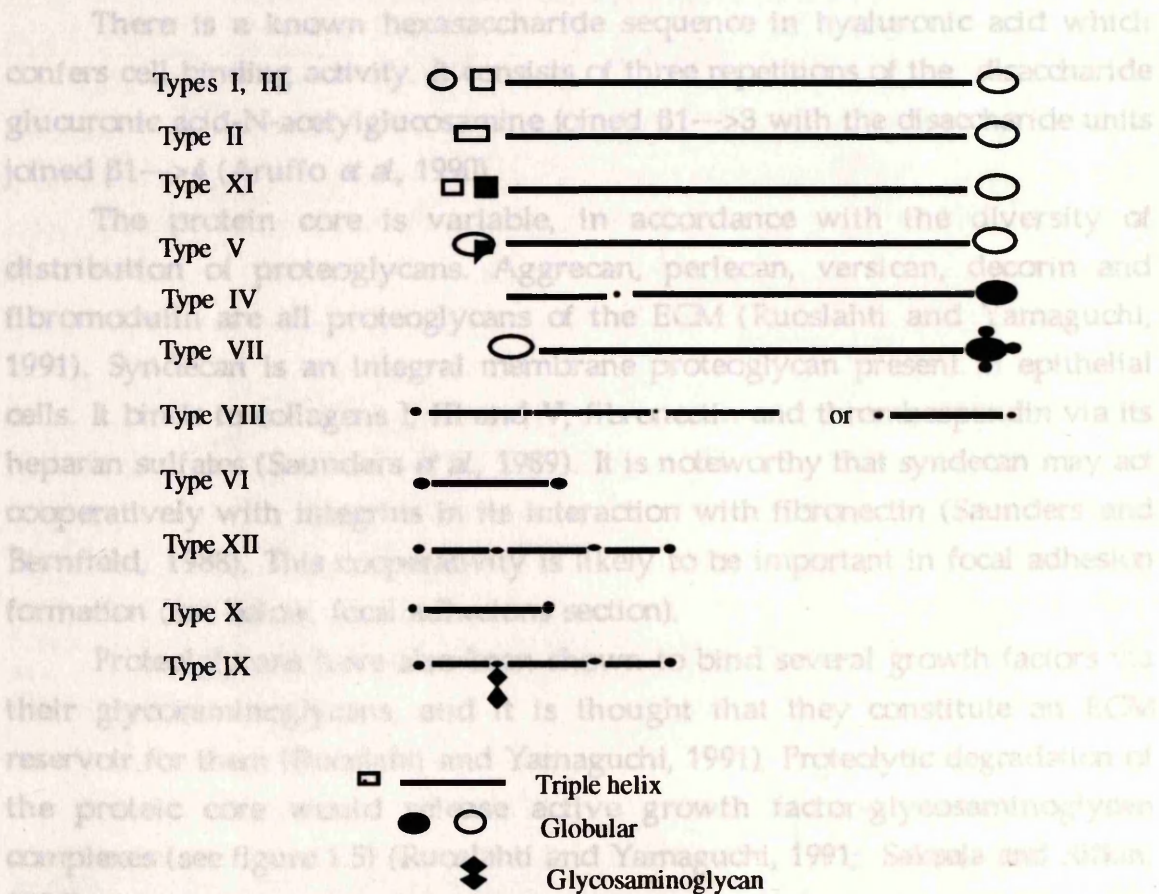 There is a known hexasaccharide sequence in hyaluronic acid which
Types I, III
confers cell binding activity. It consists of three repetitions of the disaccharide
glucuronic acid-N-acetylglucosamine joined β1-->3 with the disaccharide units
Type II
joined β1-->4 (Aruffo et al, 1990)
Type XI
The protein core is variable, in accordance with the diversity of
Type V
distribution of proteoglycans. Aggrecan, perlecan, versican, decorin and
Type IV
fibromodulin are all proteoglycans of the ECM (Ruoslahti and Yamaguchi,
Type VII
1991). Syndecan is an integral membrane proteoglycan present epithelial
cells. It binds collagens I, III and V, fibronectin and thrombospondin via its
Type VIII or
heparan sulfates (Saunders et al, 1989). It is noteworthy that syndecan may act
Type VI
cooperatively with integrins in its interaction with fibronectin (Saunders and
Type XII
Bernfield, 1988). This cooperativity is likely to be important in focal adhesion
Type X
formation below, focal adhesions section).
Type IX
have also been shown to bind several growth factors via
their glycosaminoglycans, and it is thought that they constitute an ECM
reservoir for them (Ruoslahti and Yamaguchi, 1991) Proteolytic degradation of
Triple helix
the proteic core would release active growth factor-glycosaminoglycan
Globular
complexes (see figure 1.5) (Ruoslahti and Yamaguchi, 1991; Saksela and
Glycosaminoglycan